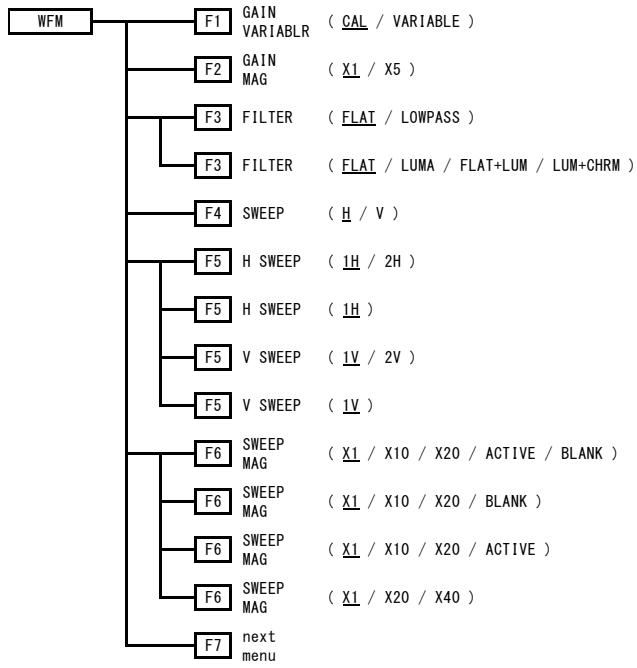 WFM
F1 GAIN VARIABLR ( CAL / VARIABLE )
F2 GAIN MAG ( X1 / X5 )
F3 FILTER ( FLAT / LOWPASS )
F3 FILTER ( FLAT / LUMA / FLAT+LUM / LUM+CHRM )
F4 SWEEP ( H / V )
F5 H SWEEP ( 1H / 2H )
F5 H SWEEP ( 1H )
F5 V SWEEP ( 1V / 2V )
F5 V SWEEP ( 1V )
F6 SWEEP MAG ( X1 / X10 / X20 / ACTIVE / BLANK )
F6 SWEEP MAG ( X1 / X10 / X20 / BLANK )
F6 SWEEP MAG ( X1 / X10 / X20 / ACTIVE )
F6 SWEEP MAG ( X1 / X20 / X40 )
F7 next menu